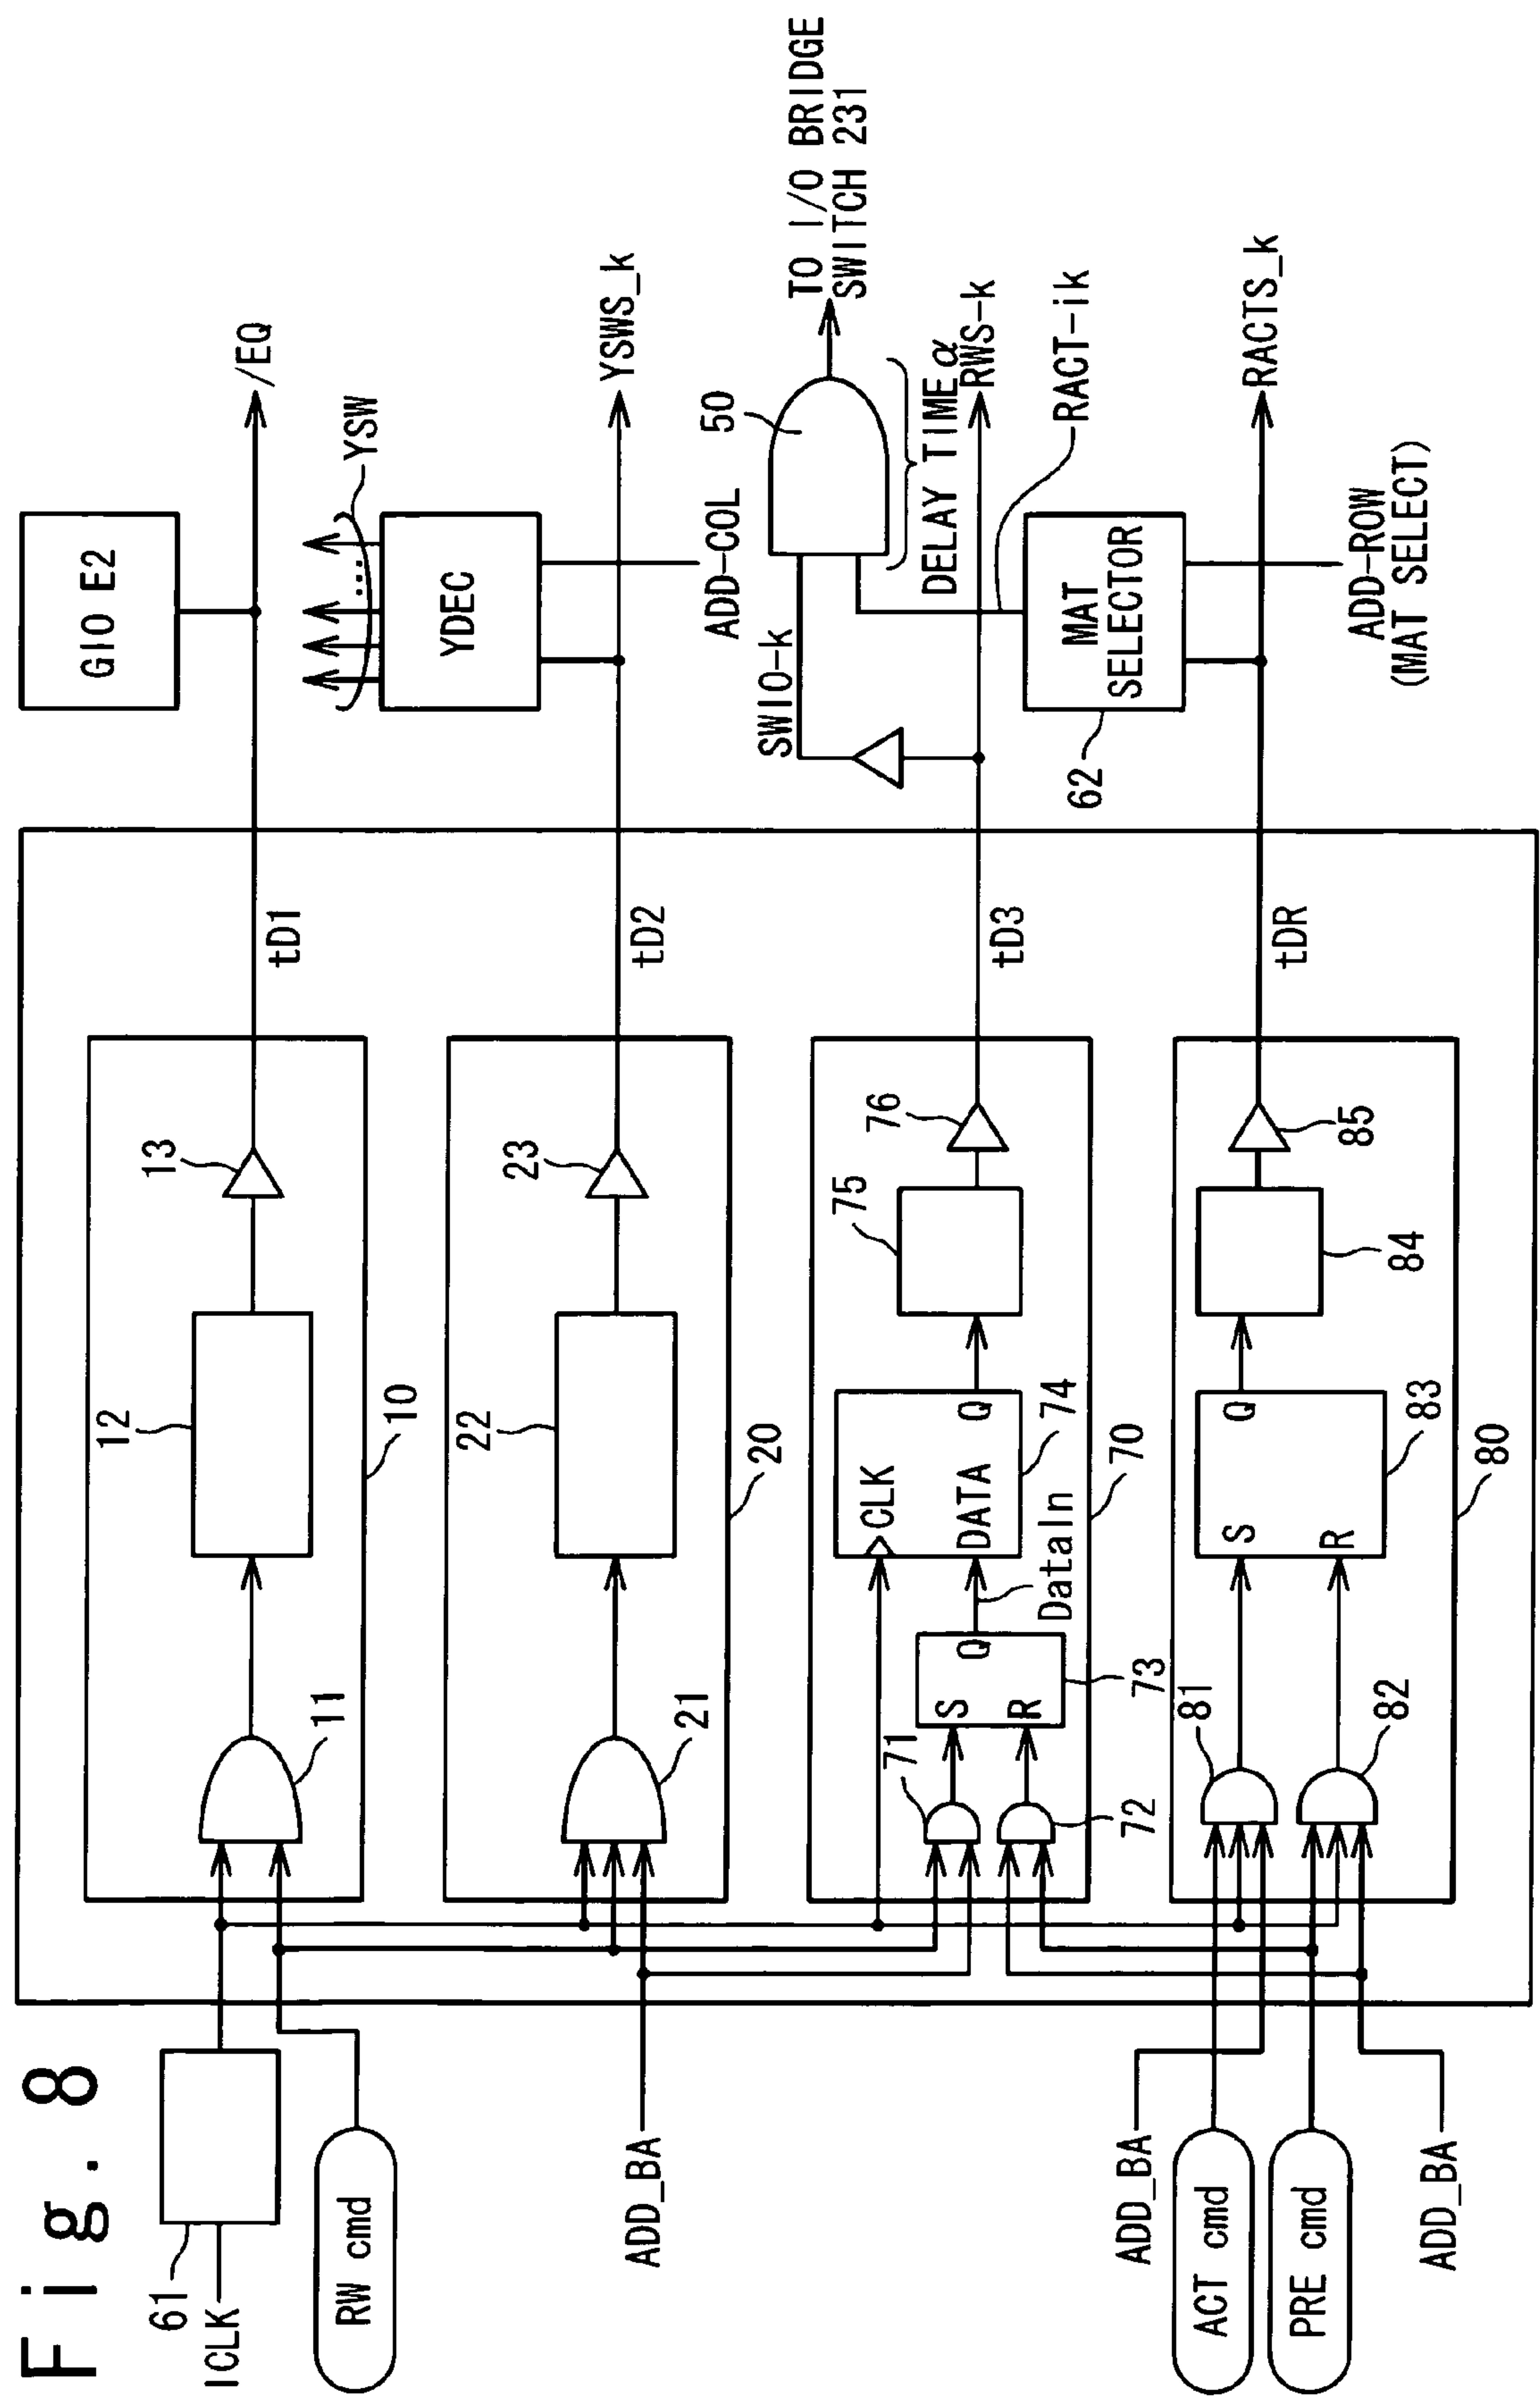 Fig. 8
61
ICLK
RW cmd
ADD_BA
ADD_BA
ACT cmd
PRE cmd
ADD_BA
11
12
13
10
tD1
21
22
23
20
tD2
71
72
S
R
Q
73
DataIn
CLK
DATA
Q
74
75
76
70
tD3
81
82
S
R
Q
83
84
85
80
tDR
GIO E2
/EQ
YSW
YDEC
ADD-COL
YSWS_k
SWIO-k
50
TO I/O BRIDGE
SWITCH 231
DELAY TIME α
RWS-k
RACT-ik
MAT
SELECTOR
62
RACTS_k
ADD-ROW
(MAT SELECT)